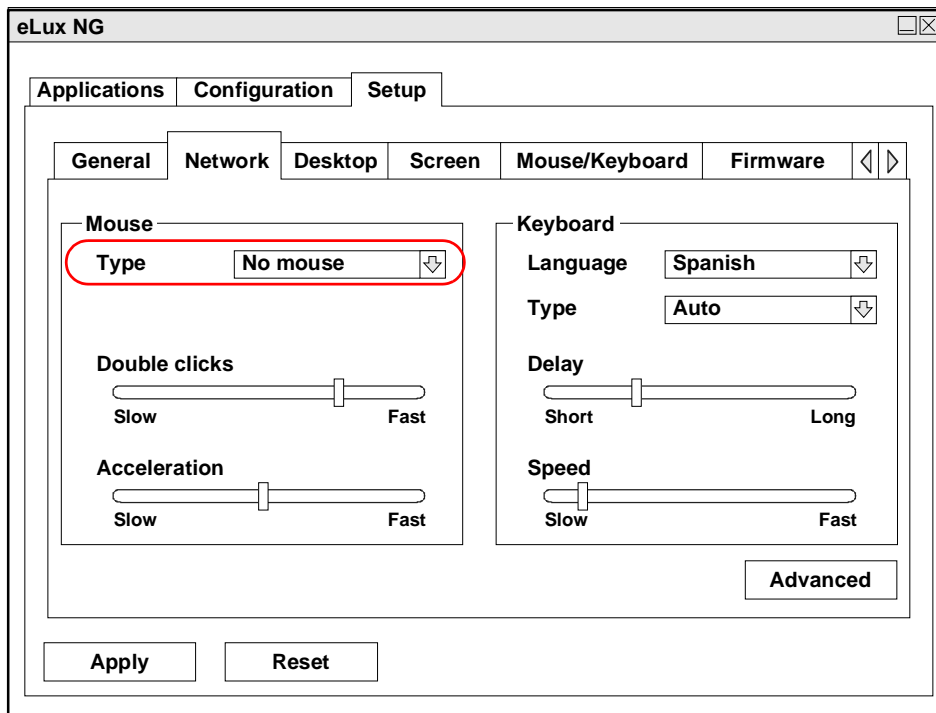 eLux NG
Applications Configuration Setup
General Network Desktop Screen Mouse/Keyboard Firmware
Mouse
Type No mouse
Double clicks
Slow Fast
Acceleration
Slow Fast
Keyboard
Language Spanish
Type Auto
Delay
Short Long
Speed
Slow Fast
Advanced
Apply Reset